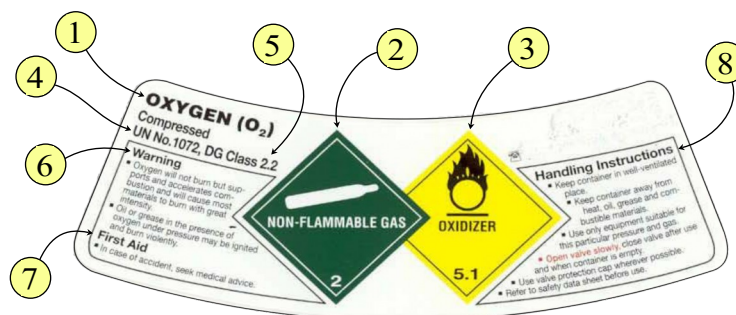 1
2
3
4
5
6
7
8
OXYGEN (O₂)
Compressed
UN No.1072, DG Class 2.2
Warning
• Oxygen will not burn but sup-
ports and accelerates com-
bustion and will cause most
materials to burn with great
intensity.
• Oil or grease in the presence of
oxygen under pressure may be ignited
and burn violently.
First Aid
• In case of accident, seek medical advice.
NON-FLAMMABLE GAS
2
OXIDIZER
5.1
Handling Instructions
• Keep container in well-ventilated
place.
• Keep container away from
heat, oil, grease and com-
bustible materials.
• Use only equipment suitable for
this particular pressure and gas.
• Open valve slowly, close valve after use
and when container is empty.
• Use valve protection cap wherever possible.
• Refer to safety data sheet before use.